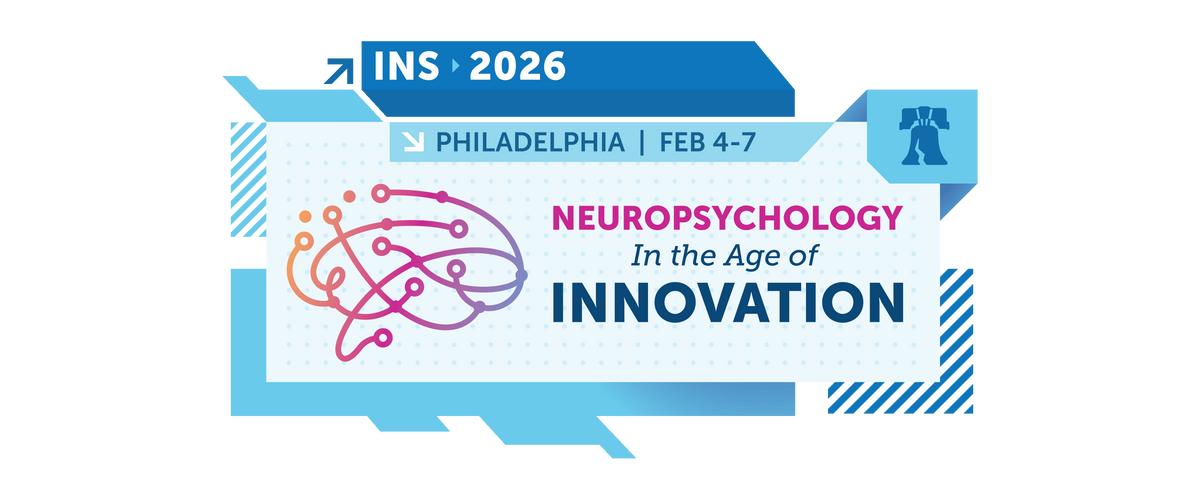 INS 2026
PHILADELPHIA | FEB 4-7
NEUROPSYCHOLOGY
In the Age of
INNOVATION